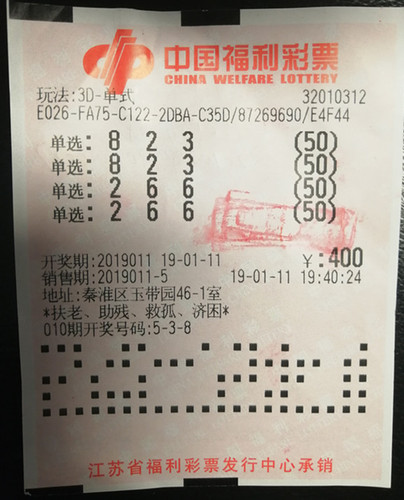 中国福利彩票
CHINA WELFARE LOTTERY
玩法:3D-单式 32010312
E026-FA75-C122-2DBA-C35D/87269690/E4F44
单选: 8 2 3 (50)
单选: 8 2 3 (50)
单选: 2 6 6 (50)
单选: 2 6 6 (50)
开奖期:2019011 19-01-11 ¥:400
销售期:2019011-5 19-01-11 19:40:24
地址:秦淮区玉带园46-1室
*扶老、助残、救孤、济困*
010期开奖号码:5-3-8
江苏省福利彩票发行中心承销